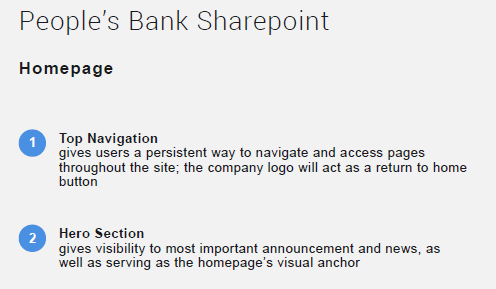 People's Bank Sharepoint
Homepage
1
Top Navigation
gives users a persistent way to navigate and access pages
throughout the site; the company logo will act as a return to home
button
2
Hero Section
gives visibility to most important announcement and news, as
well as serving as the homepage's visual anchor